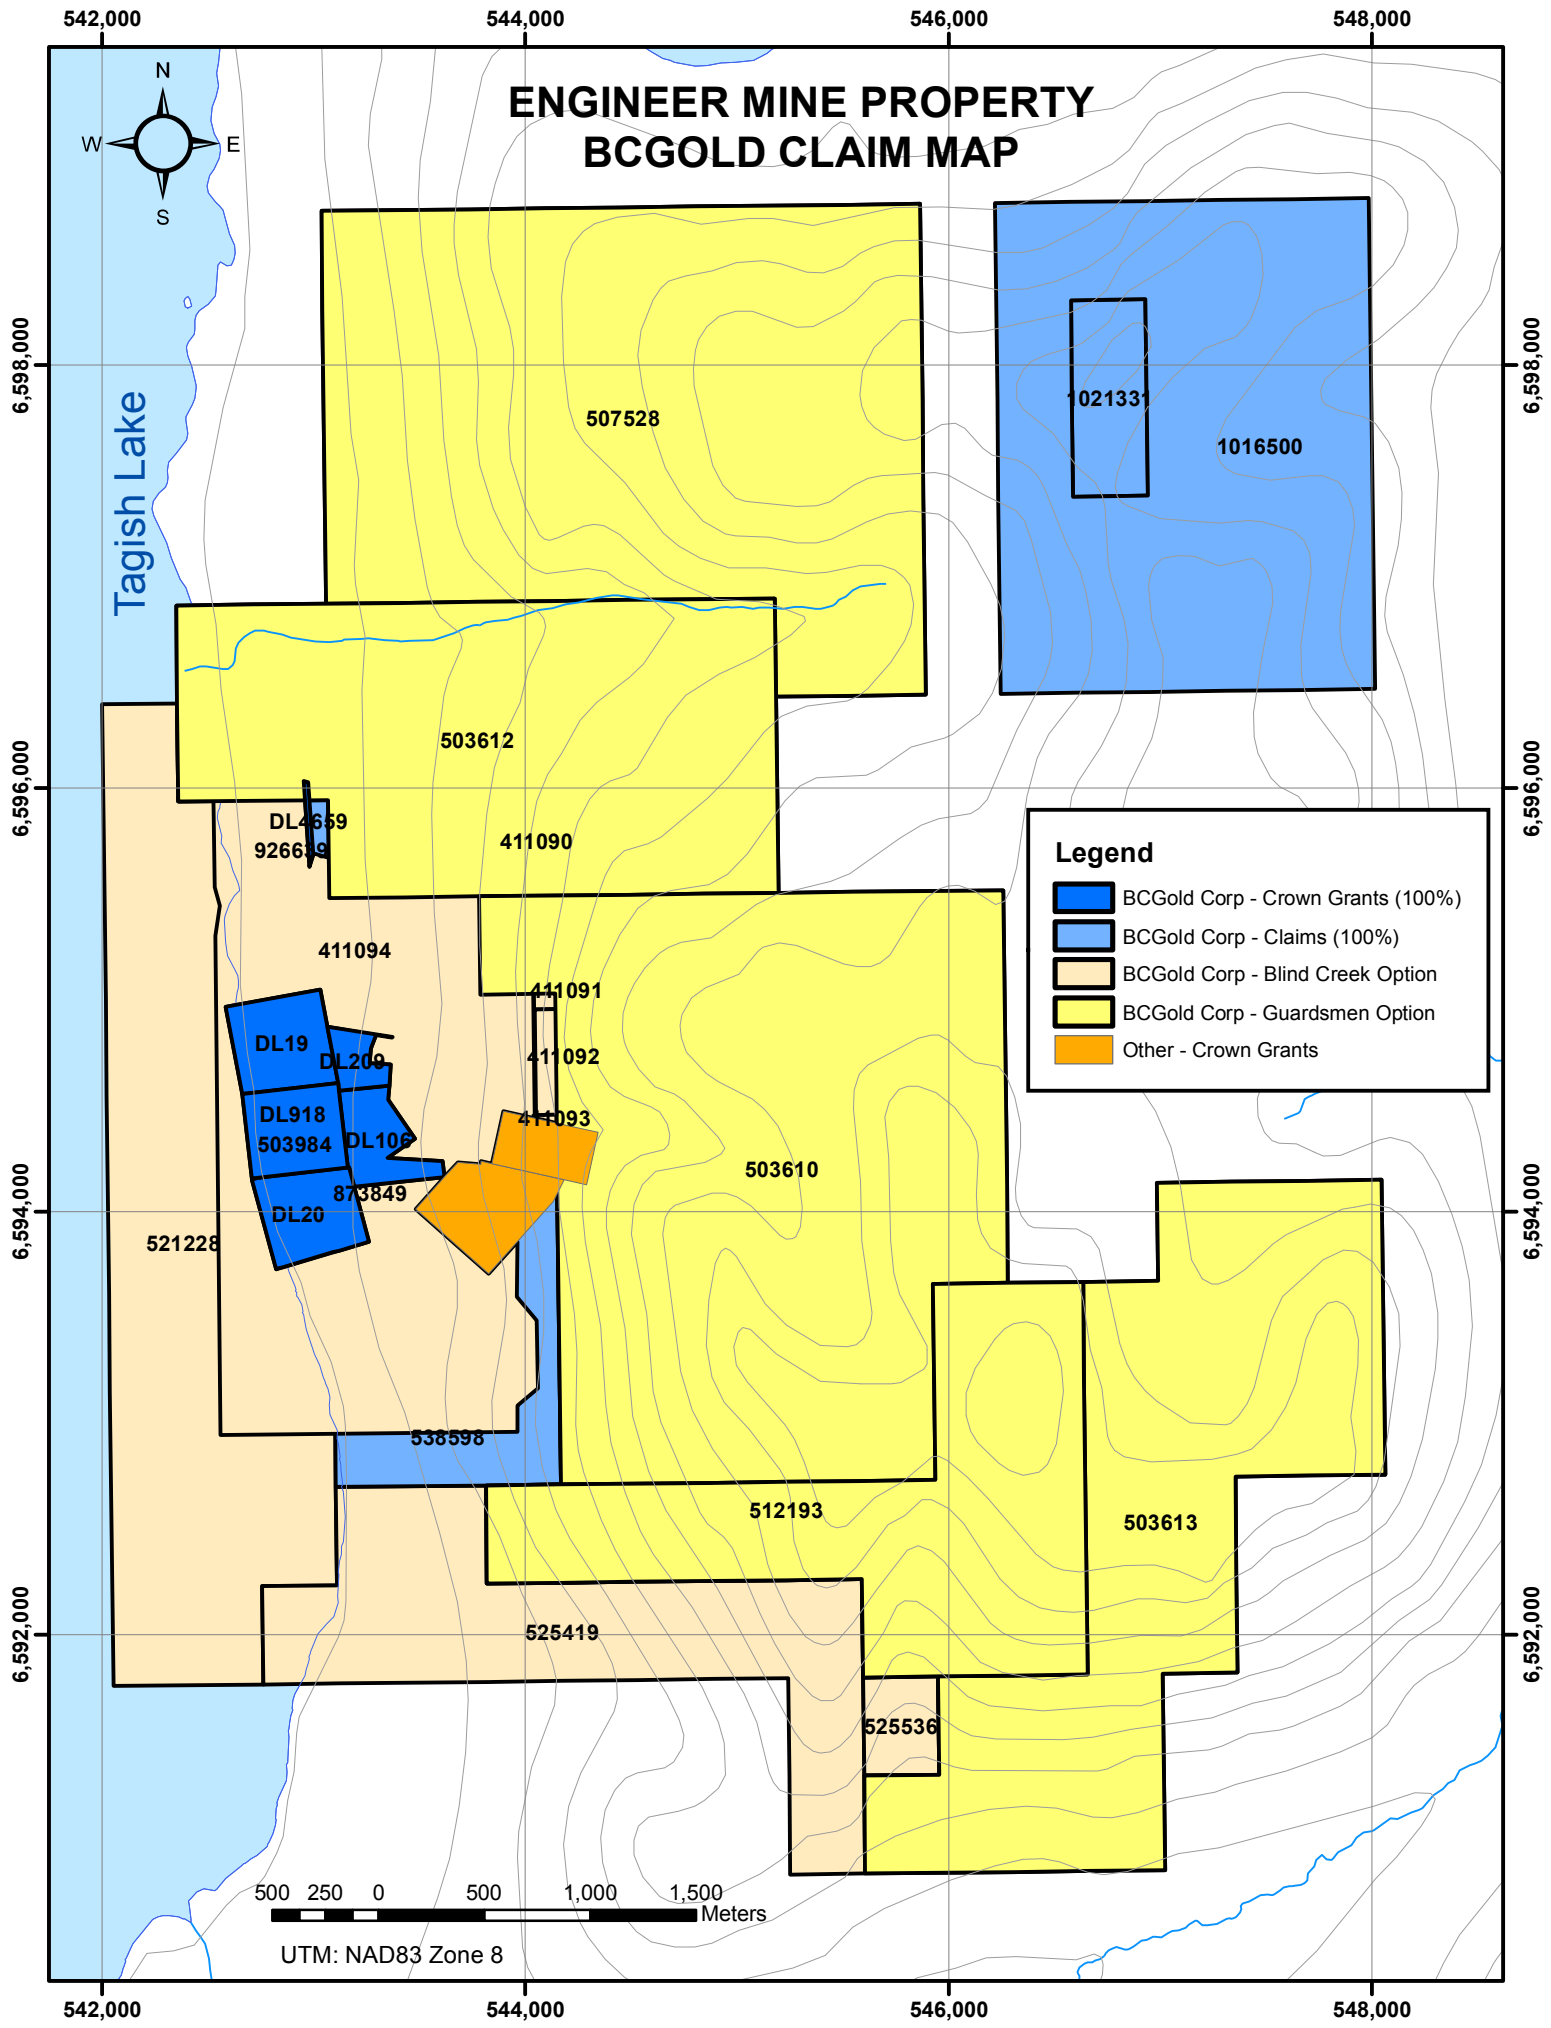 542,000
544,000
546,000
548,000
N
W
E
S
ENGINEER MINE PROPERTY
BCGOLD CLAIM MAP
6,598,000
6,598,000
Tagish Lake
507528
1021331
1016500
503612
6,596,000
6,596,000
DL4659
926639
411090
411094
411091
411092
411093
DL19
DL209
DL918
503984
DL106
873849
DL20
503610
521228
6,594,000
6,594,000
Legend
BCGold Corp - Crown Grants (100%)
BCGold Corp - Claims (100%)
BCGold Corp - Blind Creek Option
BCGold Corp - Guardsmen Option
Other - Crown Grants
538598
512193
503613
525419
6,592,000
6,592,000
525536
500 250 0 500 1,000 1,500
Meters
UTM: NAD83 Zone 8
542,000
544,000
546,000
548,000